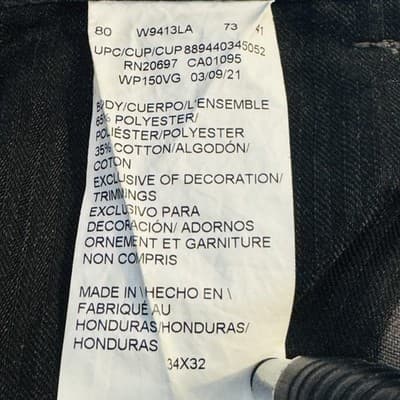 80 W9413LA 73 41
UPC/CUP/CUP 889440345052
RN20697 CA01095
WP150VG 03/09/21
BODY/CUERPO/L'ENSEMBLE
65% POLYESTER/
POLIÉSTER/POLYESTER
35% COTTON/ALGODÓN/
COTON
EXCLUSIVE OF DECORATION/
TRIMMINGS
EXCLUSIVO PARA
DECORACIÓN/ ADORNOS
ORNEMENT ET GARNITURE
NON COMPRIS
MADE IN \HECHO EN \
FABRIQUÉ AU
HONDURAS/HONDURAS/
HONDURAS
34X32